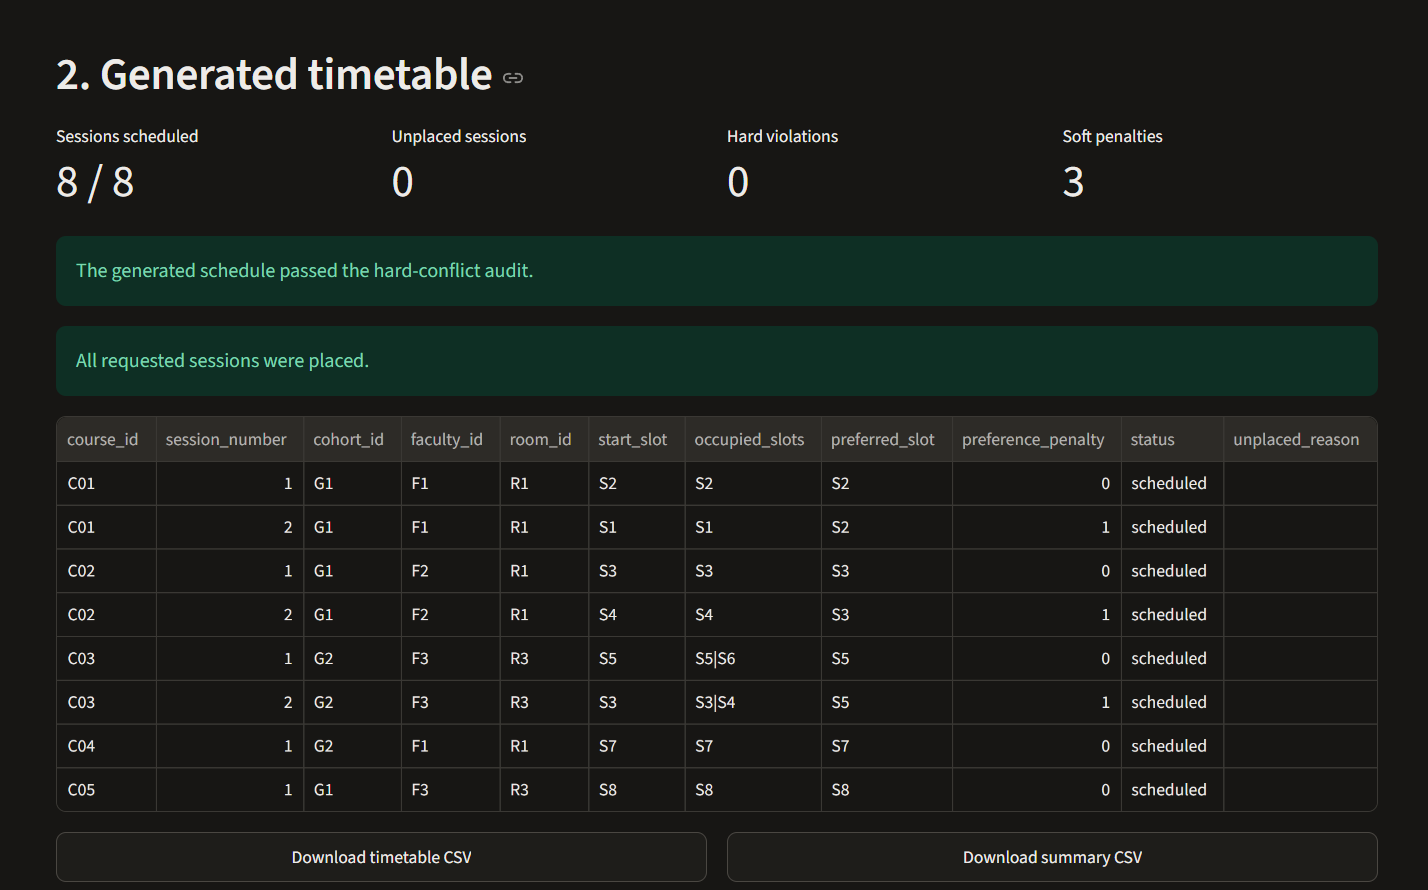 2. Generated timetable
Sessions scheduled Unplaced sessions Hard violations Soft penalties
8 / 8 0 0 3
The generated schedule passed the hard-conflict audit.
All requested sessions were placed.
course_id session_number cohort_id faculty_id room_id start_slot occupied_slots preferred_slot preference_penalty status unplaced_reason
C01 1 G1 F1 R1 S2 S2 S2 0 scheduled
C01 2 G1 F1 R1 S1 S1 S2 1 scheduled
C02 1 G1 F2 R1 S3 S3 S3 0 scheduled
C02 2 G1 F2 R1 S4 S4 S3 1 scheduled
C03 1 G2 F3 R3 S5 S5|S6 S5 0 scheduled
C03 2 G2 F3 R3 S3 S3|S4 S5 1 scheduled
C04 1 G2 F1 R1 S7 S7 S7 0 scheduled
C05 1 G1 F3 R3 S8 S8 S8 0 scheduled
Download timetable CSV Download summary CSV